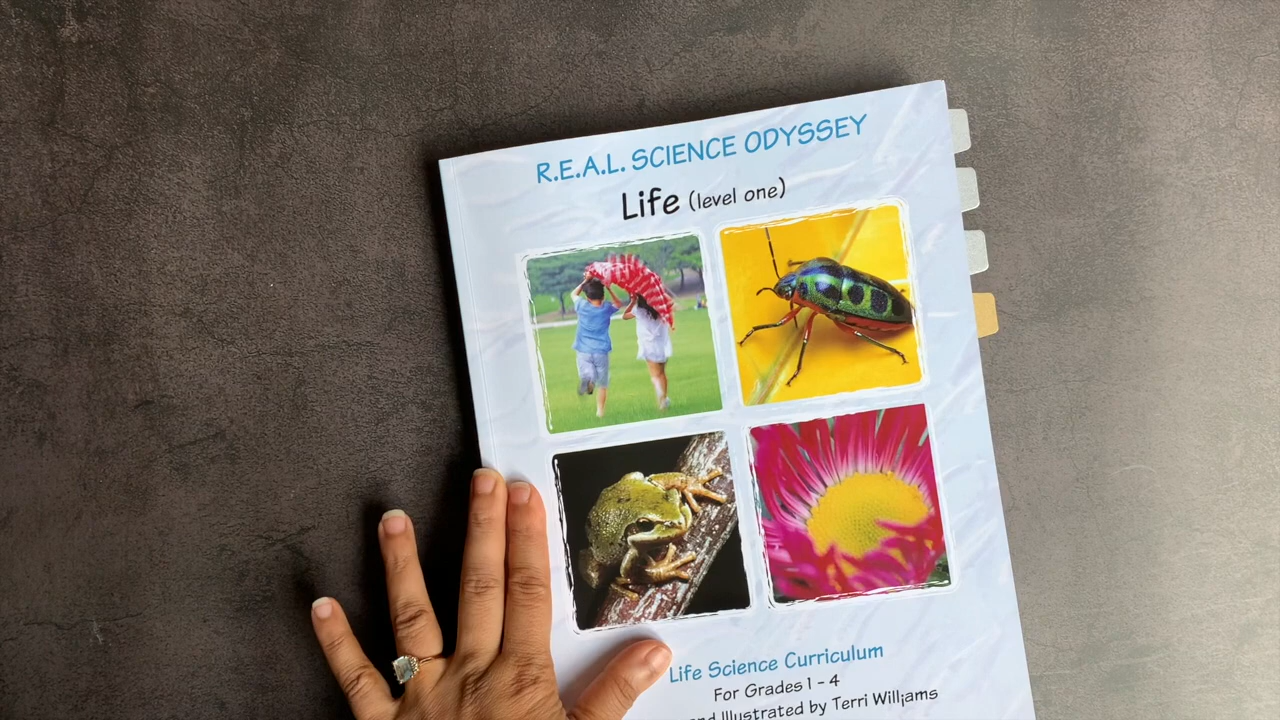 R.E.A.L. SCIENCE ODYSSEY
Life (level one)
Life Science Curriculum
For Grades 1 - 4
and Illustrated by Terri Williams